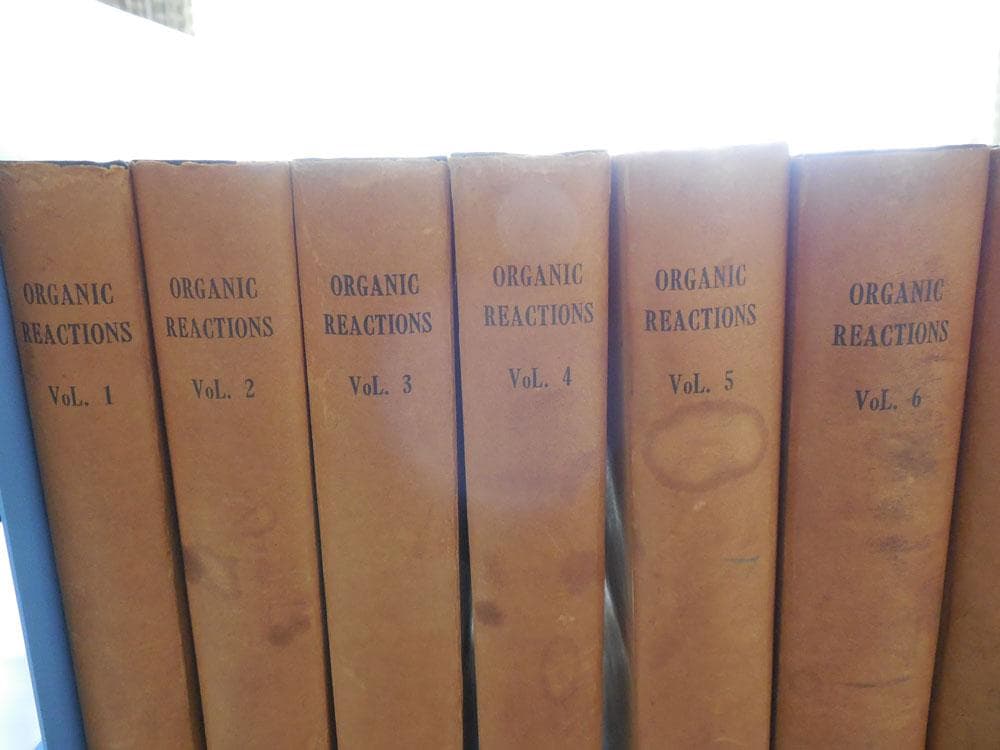 ORGANIC
REACTIONS
VoL. 1
ORGANIC
REACTIONS
VoL. 2
ORGANIC
REACTIONS
VoL. 3
ORGANIC
REACTIONS
VoL. 4
ORGANIC
REACTIONS
VoL. 5
ORGANIC
REACTIONS
VoL. 6